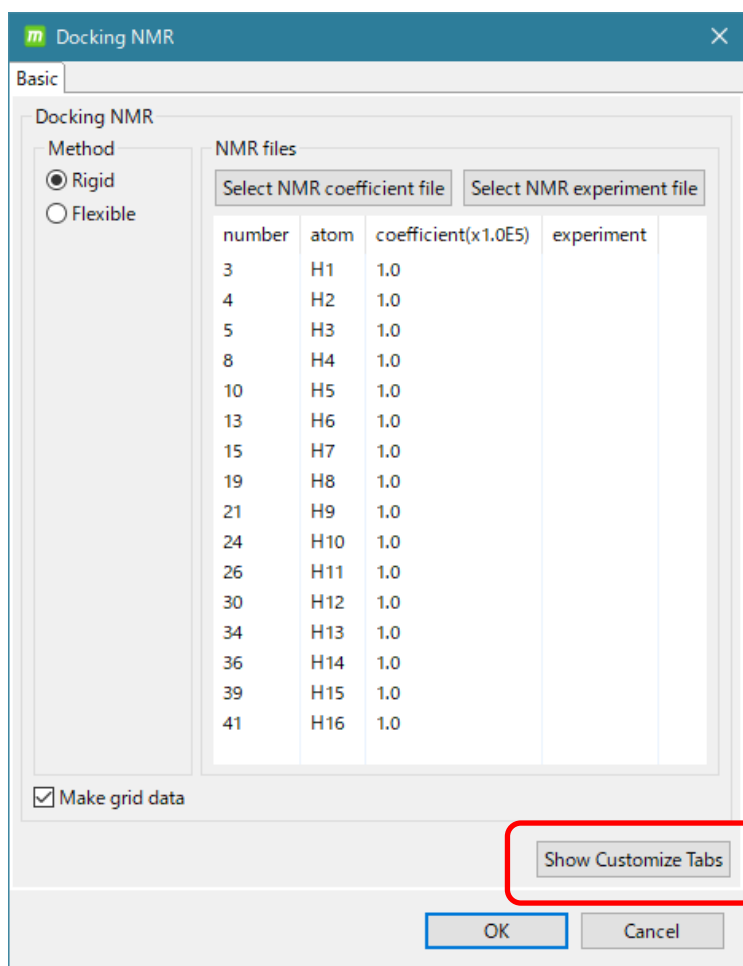 m Docking NMR
Basic
Docking NMR
Method
Rigid
Flexible
NMR files
Select NMR coefficient file Select NMR experiment file
number atom coefficient(x1.0E5) experiment
3 H1 1.0
4 H2 1.0
5 H3 1.0
8 H4 1.0
10 H5 1.0
13 H6 1.0
15 H7 1.0
19 H8 1.0
21 H9 1.0
24 H10 1.0
26 H11 1.0
30 H12 1.0
34 H13 1.0
36 H14 1.0
39 H15 1.0
41 H16 1.0
Make grid data
Show Customize Tabs
OK Cancel